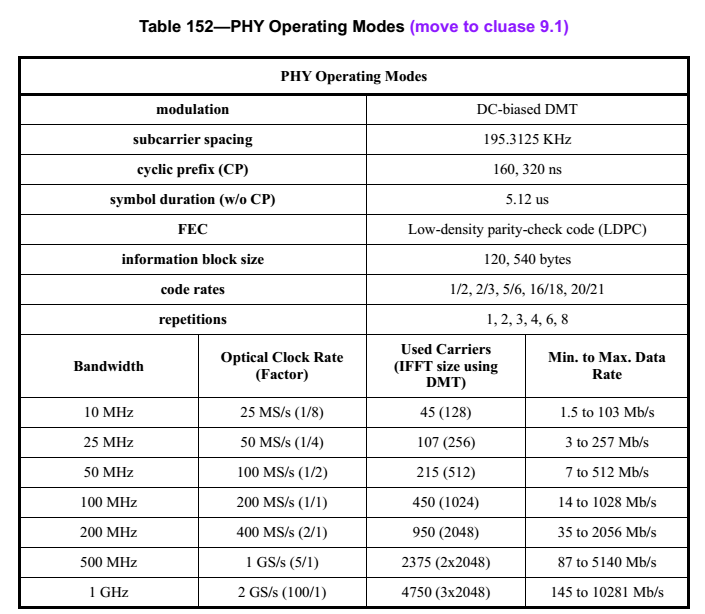 Table 152—PHY Operating Modes (move to cluase 9.1)
PHY Operating Modes
modulation DC-biased DMT
subcarrier spacing 195.3125 KHz
cyclic prefix (CP) 160, 320 ns
symbol duration (w/o CP) 5.12 us
FEC Low-density parity-check code (LDPC)
information block size 120, 540 bytes
code rates 1/2, 2/3, 5/6, 16/18, 20/21
repetitions 1, 2, 3, 4, 6, 8
Bandwidth
Optical Clock Rate
(Factor)
Used Carriers
(IFFT size using
DMT)
Min. to Max. Data
Rate
10 MHz 25 MS/s (1/8) 45 (128) 1.5 to 103 Mb/s
25 MHz 50 MS/s (1/4) 107 (256) 3 to 257 Mb/s
50 MHz 100 MS/s (1/2) 215 (512) 7 to 512 Mb/s
100 MHz 200 MS/s (1/1) 450 (1024) 14 to 1028 Mb/s
200 MHz 400 MS/s (2/1) 950 (2048) 35 to 2056 Mb/s
500 MHz 1 GS/s (5/1) 2375 (2x2048) 87 to 5140 Mb/s
1 GHz 2 GS/s (100/1) 4750 (3x2048) 145 to 10281 Mb/s